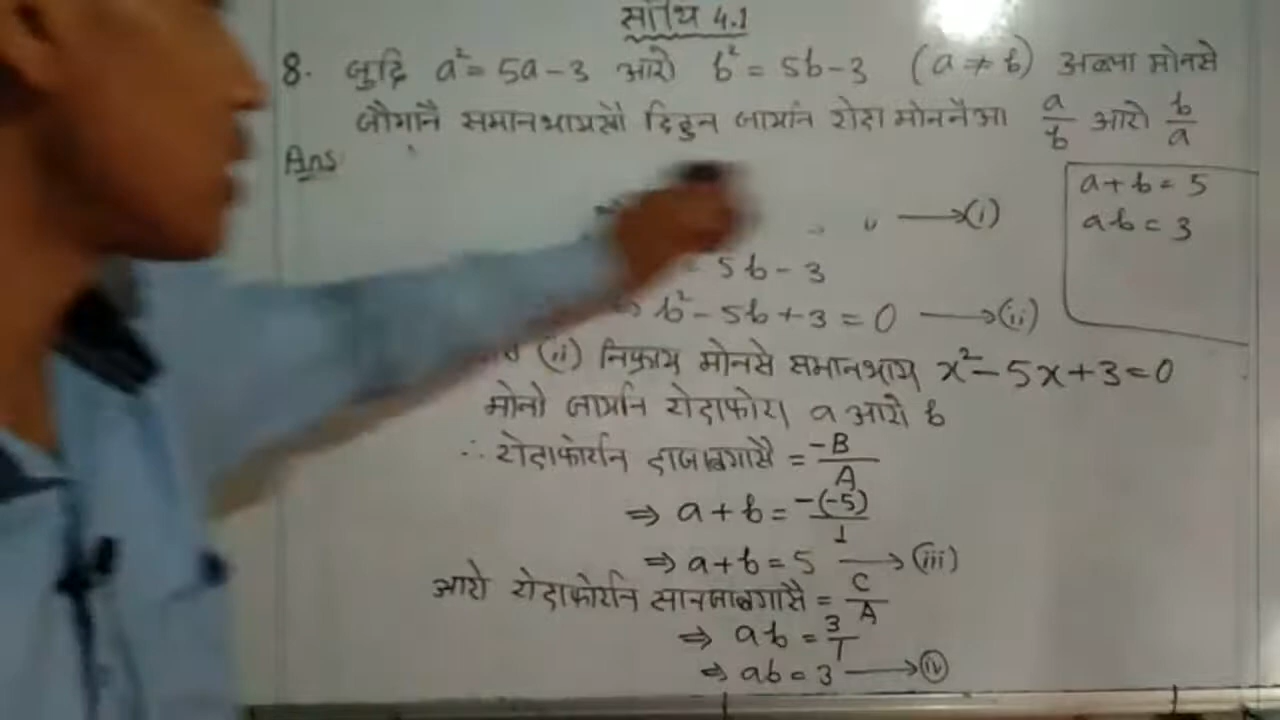 साथि 4.1
8. जुदि a² = 5a - 3 आरो b² = 5b - 3 (a ≠ b) अब्ला मोनसे
जौगानै समानथायसौ दिहुन जायनि रोदा मोननैआ a/b आरो b/a
Ans:
a + b = 5
ab = 3
⟶ (i)
= 5b - 3
⇒ b² - 5b + 3 = 0 ⟶ (ii)
(ii) निफ्राय मोनसे समानथाय x² - 5x + 3 = 0
मोनो जायनि रोदाफोरा a आरो b
∴ रोदाफोरनि दाजाबगासै = -B/A
⇒ a + b = -(-5)/1
⇒ a + b = 5 ⟶ (iii)
आरो रोदाफोरनि सानजाबगासै = C/A
⇒ ab = 3/1
⇒ ab = 3 ⟶ (iv)